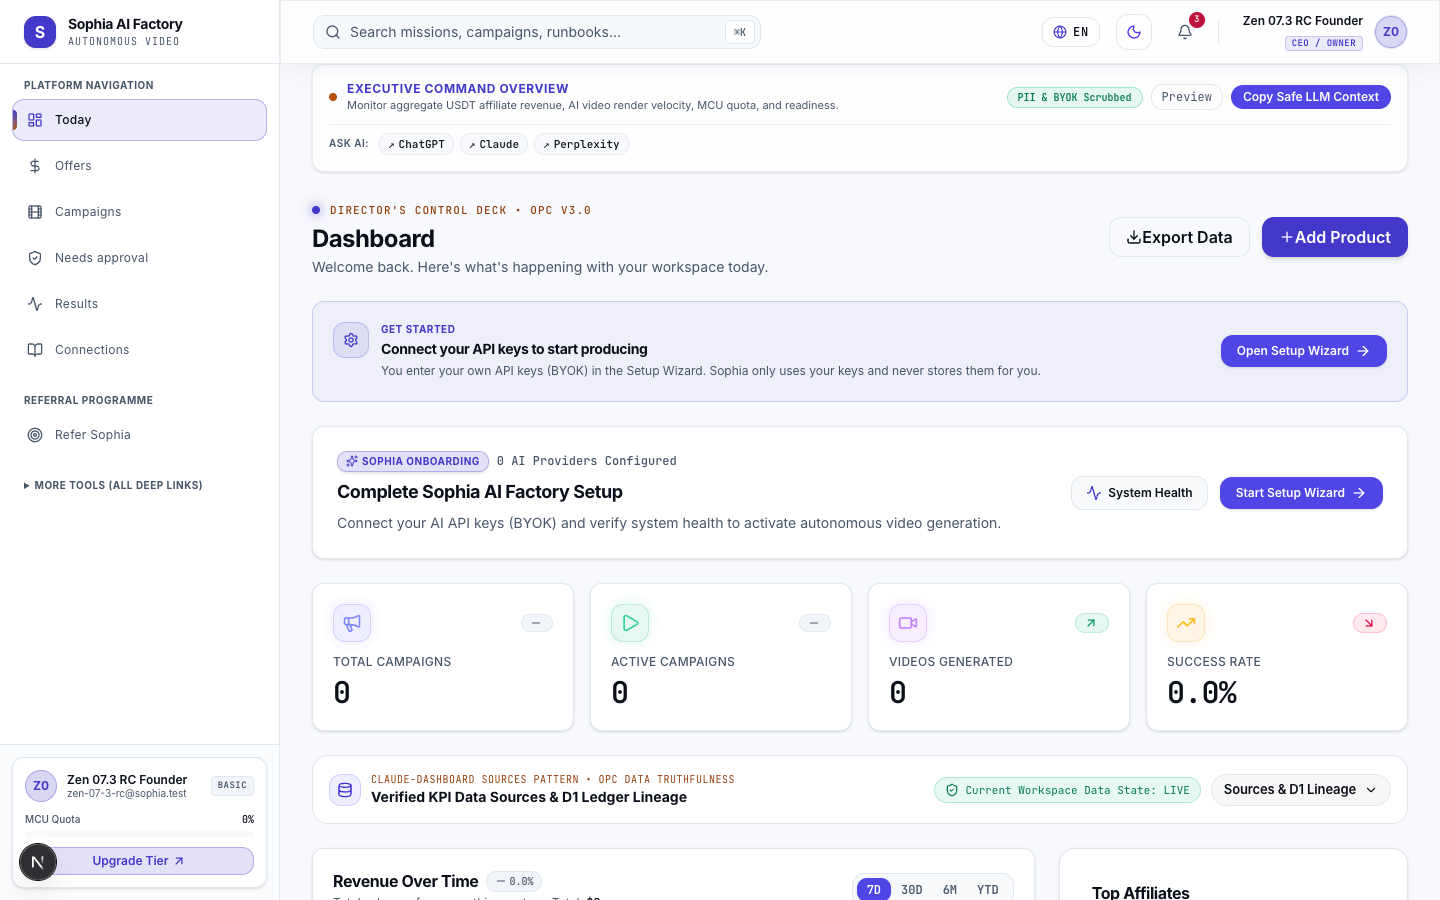 S
Sophia AI Factory
AUTONOMOUS VIDEO
Search missions, campaigns, runbooks...
⌘K
EN
3
Zen 07.3 RC Founder
CEO / OWNER
Z0
PLATFORM NAVIGATION
Today
Offers
Campaigns
Needs approval
Results
Connections
REFERRAL PROGRAMME
Refer Sophia
MORE TOOLS (ALL DEEP LINKS)
Z0
Zen 07.3 RC Founder
zen-07-3-rc@sophia.test
BASIC
MCU Quota
0%
N
Upgrade Tier
EXECUTIVE COMMAND OVERVIEW
Monitor aggregate USDT affiliate revenue, AI video render velocity, MCU quota, and readiness.
PII & BYOK Scrubbed
Preview
Copy Safe LLM Context
ASK AI:
↗ ChatGPT
↗ Claude
↗ Perplexity
DIRECTOR'S CONTROL DECK • OPC V3.0
Dashboard
Welcome back. Here's what's happening with your workspace today.
Export Data
Add Product
GET STARTED
Connect your API keys to start producing
You enter your own API keys (BYOK) in the Setup Wizard. Sophia only uses your keys and never stores them for you.
Open Setup Wizard
SOPHIA ONBOARDING
0 AI Providers Configured
Complete Sophia AI Factory Setup
Connect your AI API keys (BYOK) and verify system health to activate autonomous video generation.
System Health
Start Setup Wizard
TOTAL CAMPAIGNS
0
ACTIVE CAMPAIGNS
0
VIDEOS GENERATED
0
SUCCESS RATE
0.0%
CLAUDE-DASHBOARD SOURCES PATTERN • OPC DATA TRUTHFULNESS
Verified KPI Data Sources & D1 Ledger Lineage
Current Workspace Data State: LIVE
Sources & D1 Lineage
Revenue Over Time
0.0%
7D
30D
6M
YTD
Top Affiliates